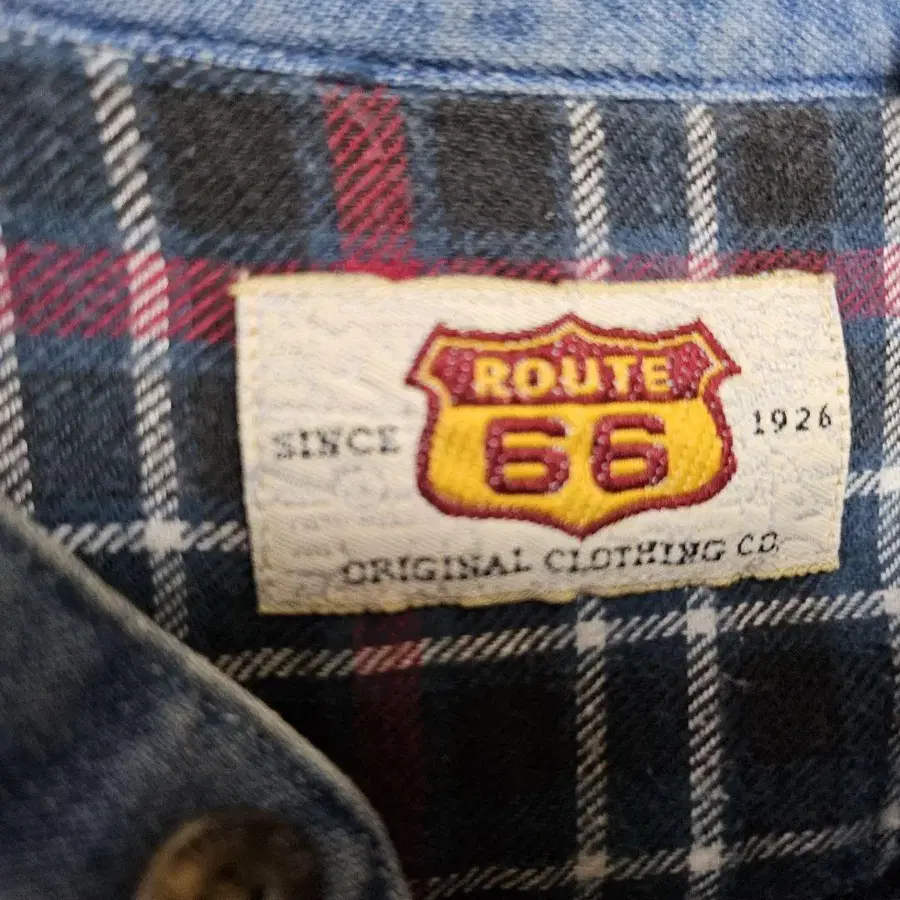 ROUTE
66
SINCE 1926
ORIGINAL CLOTHING CO.